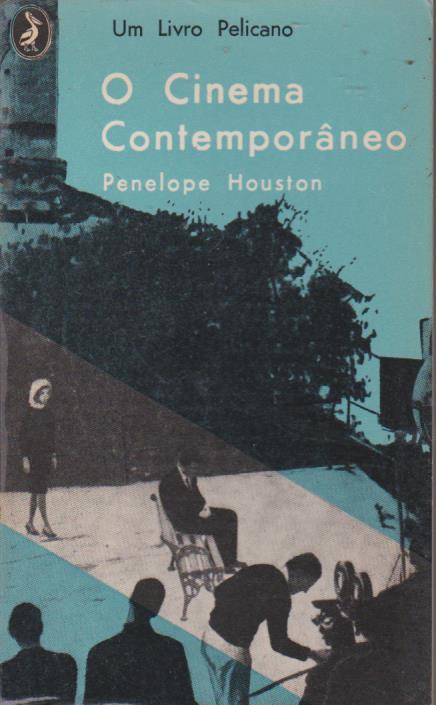 Um Livro Pelicano
O Cinema
Contemporâneo
Penelope Houston